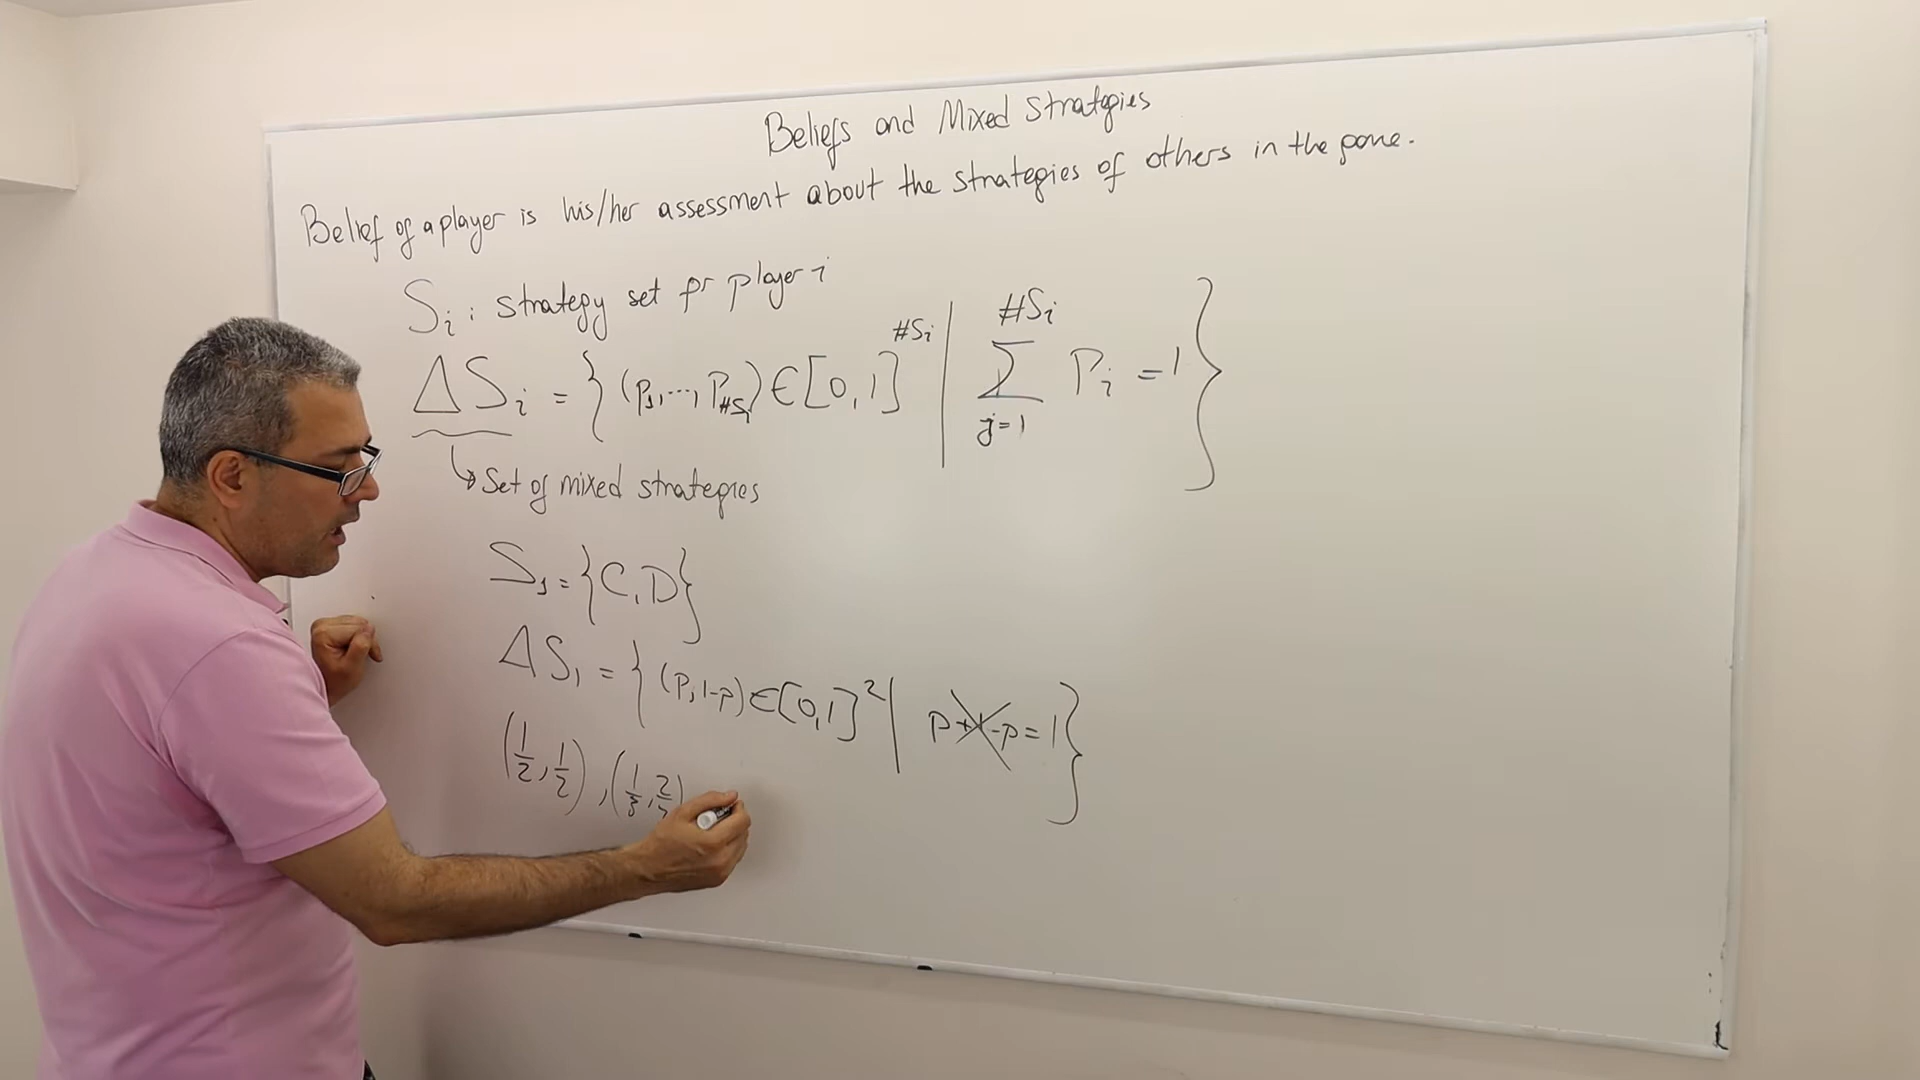 Beliefs and Mixed Strategies
Belief of a player is his/her assessment about the strategies of others in the game.
S_i : strategy set for player i
ΔS_i = { (p_1, ..., p_#S_i) ∈ [0,1]^#S_i | ∑_{j=1}^{#S_i} P_i = 1 }
↳ Set of mixed strategies
S_1 = {C, D}
ΔS_1 = { (p, 1-p) ∈ [0,1]^2 | p+1-p = 1 }
(1/2, 1/2), (1/3, 2/3)